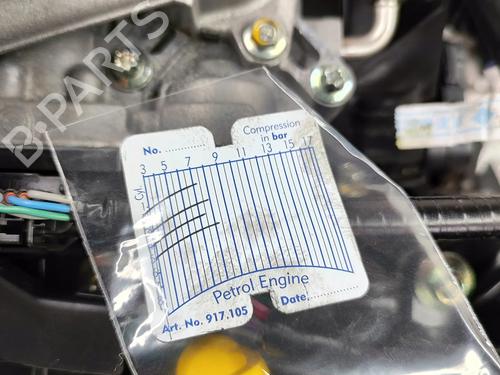 B-PARTS
No. ............
Compression
in bar
3 5 7 9 11 13 15 17
Cyl.
Petrol Engine
Art. No. 917.105
Date...............